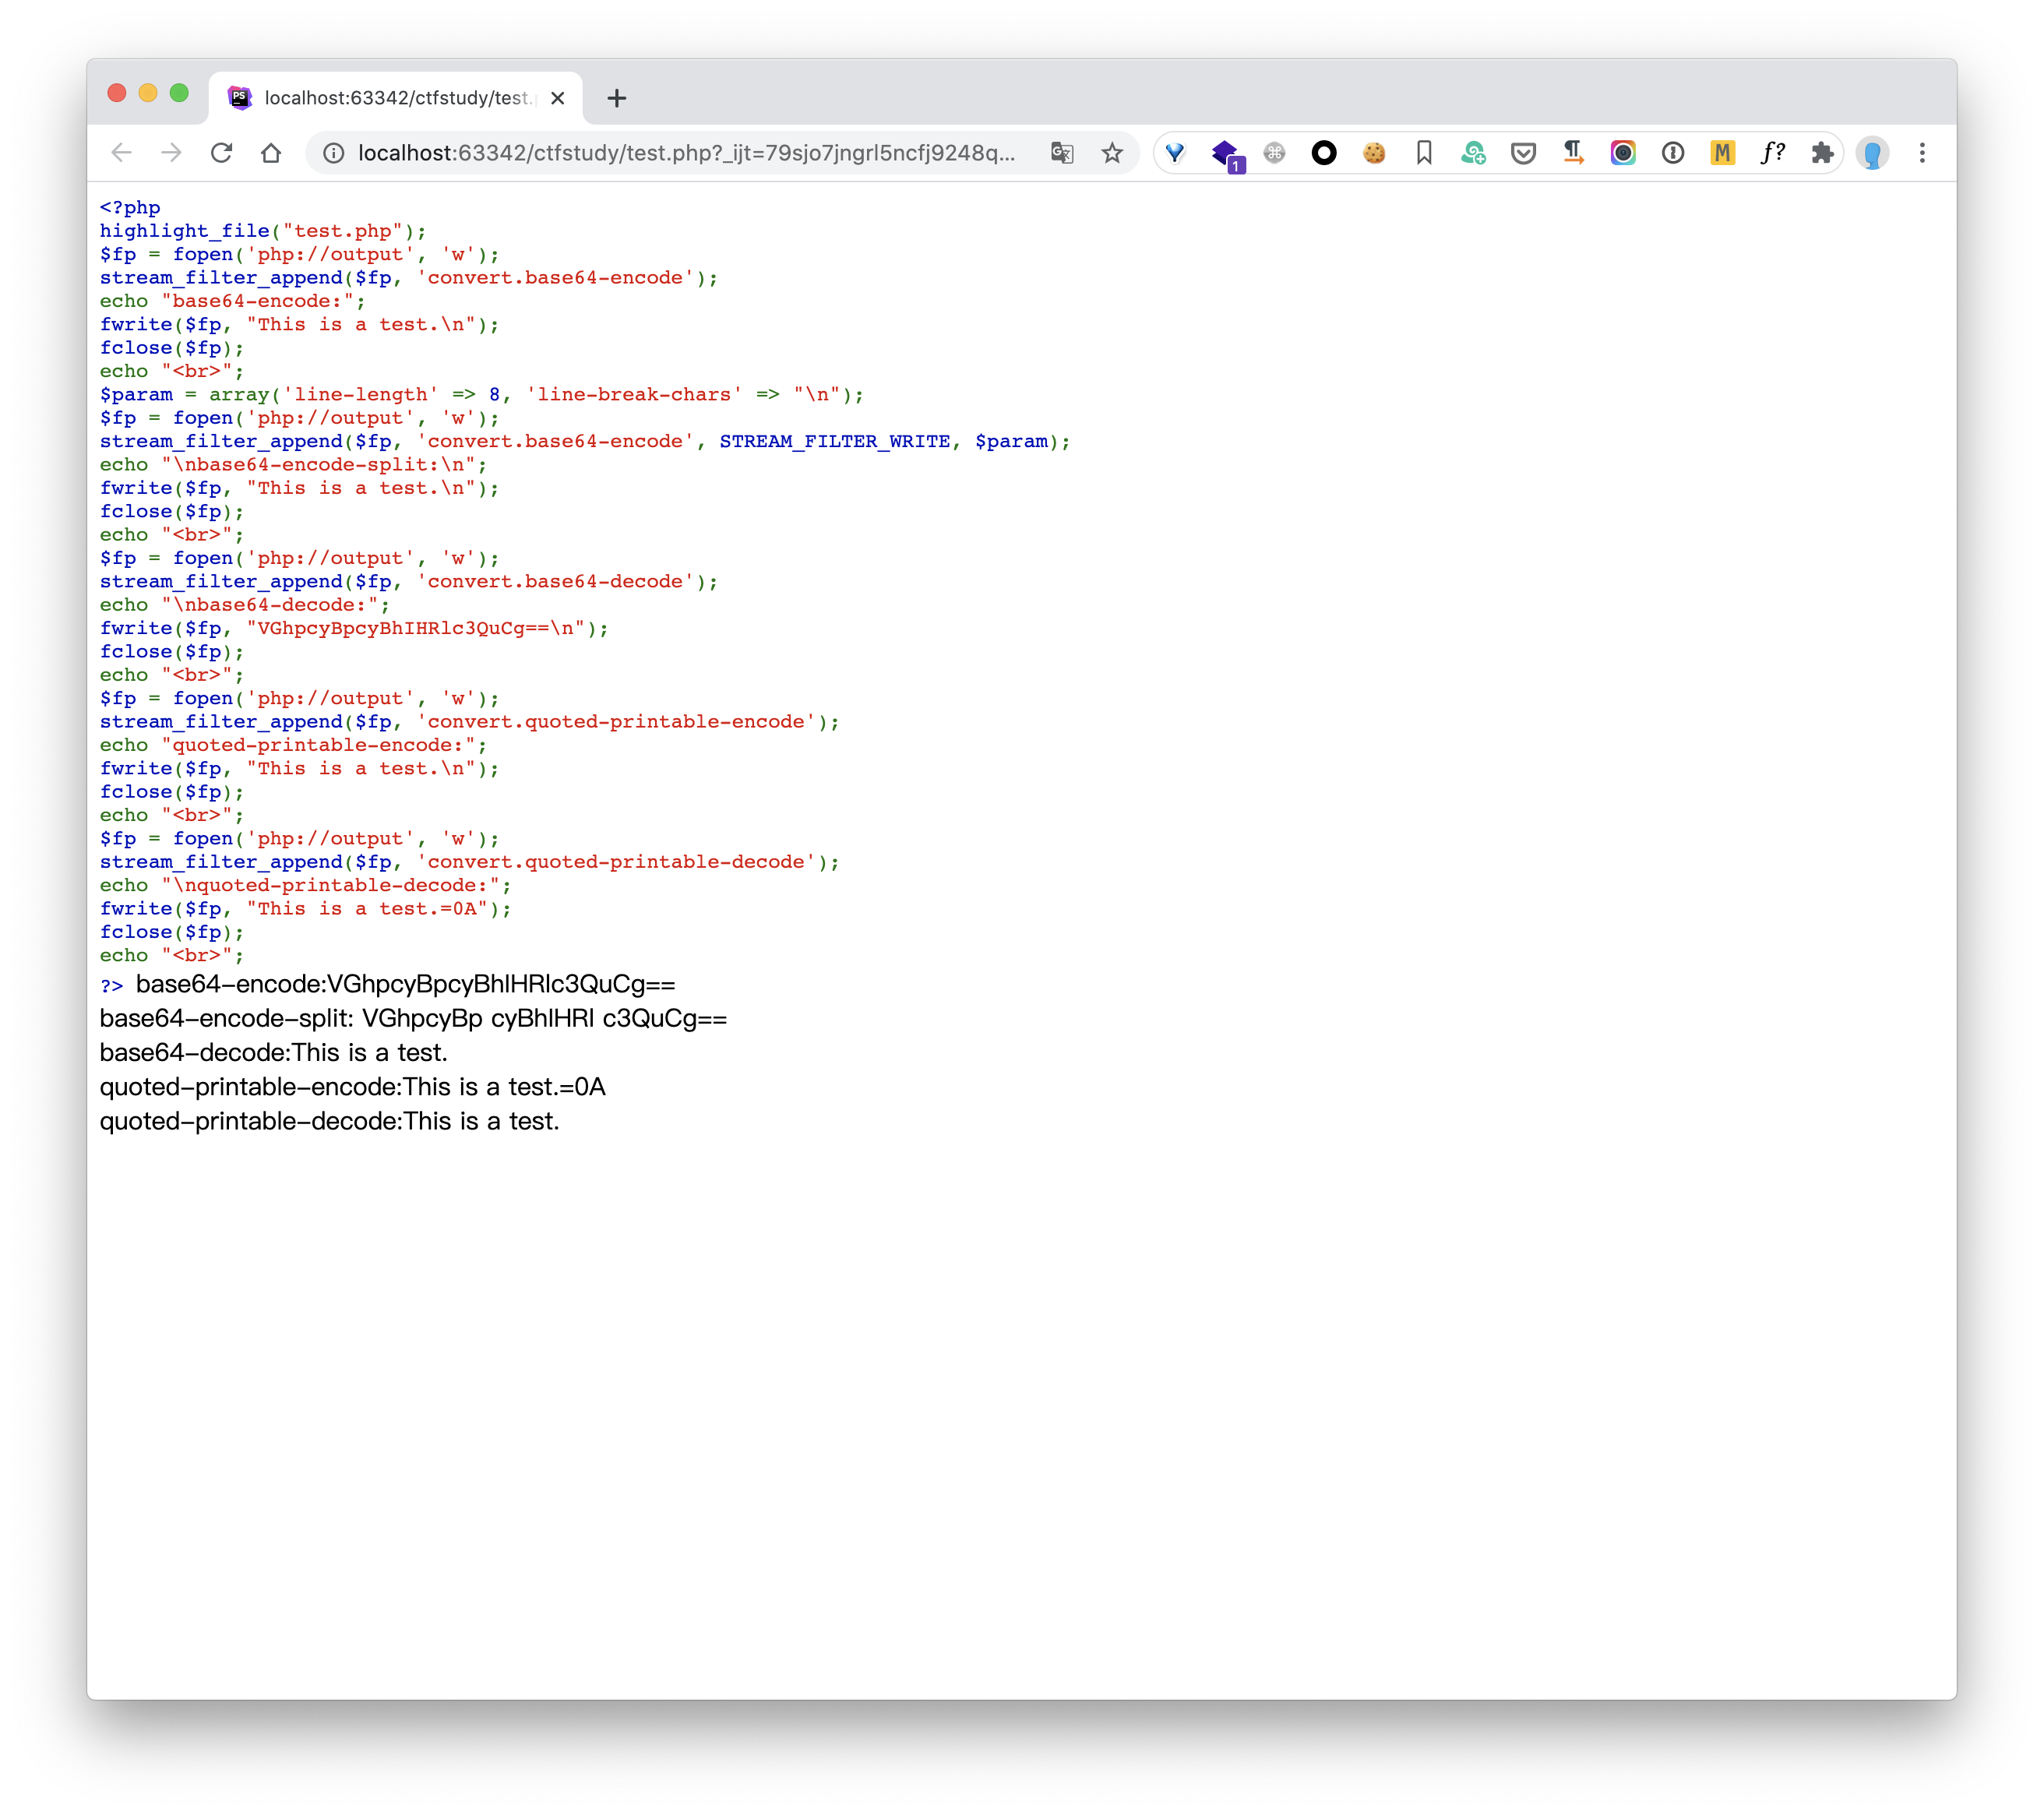 localhost:63342/ctfstudy/test.
localhost:63342/ctfstudy/test.php?_ijt=79sjo7jngrl5ncfj9248q...
<?php
highlight_file("test.php");
$fp = fopen('php://output', 'w');
stream_filter_append($fp, 'convert.base64-encode');
echo "base64-encode:";
fwrite($fp, "This is a test.\n");
fclose($fp);
echo "<br>";
$param = array('line-length' => 8, 'line-break-chars' => "\n");
$fp = fopen('php://output', 'w');
stream_filter_append($fp, 'convert.base64-encode', STREAM_FILTER_WRITE, $param);
echo "\nbase64-encode-split:\n";
fwrite($fp, "This is a test.\n");
fclose($fp);
echo "<br>";
$fp = fopen('php://output', 'w');
stream_filter_append($fp, 'convert.base64-decode');
echo "\nbase64-decode:";
fwrite($fp, "VGhpcyBpcyBhIHRlc3QuCg==\n");
fclose($fp);
echo "<br>";
$fp = fopen('php://output', 'w');
stream_filter_append($fp, 'convert.quoted-printable-encode');
echo "quoted-printable-encode:";
fwrite($fp, "This is a test.\n");
fclose($fp);
echo "<br>";
$fp = fopen('php://output', 'w');
stream_filter_append($fp, 'convert.quoted-printable-decode');
echo "\nquoted-printable-decode:";
fwrite($fp, "This is a test.=0A");
fclose($fp);
echo "<br>";
?> base64-encode:VGhpcyBpcyBhIHRlc3QuCg==
base64-encode-split: VGhpcyBp cyBhIHRl c3QuCg==
base64-decode:This is a test.
quoted-printable-encode:This is a test.=0A
quoted-printable-decode:This is a test.